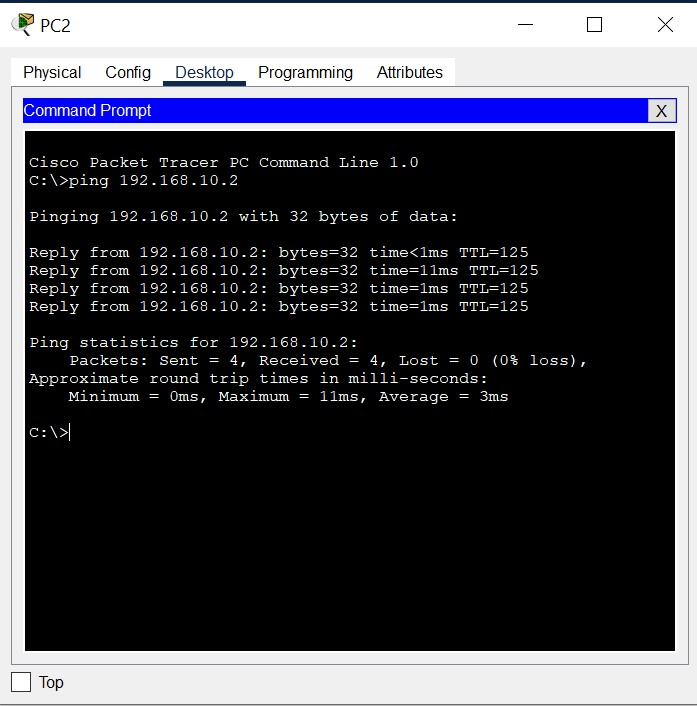 PC2
Physical Config Desktop Programming Attributes
Command Prompt X
Cisco Packet Tracer PC Command Line 1.0
C:\>ping 192.168.10.2
Pinging 192.168.10.2 with 32 bytes of data:
Reply from 192.168.10.2: bytes=32 time<1ms TTL=125
Reply from 192.168.10.2: bytes=32 time=11ms TTL=125
Reply from 192.168.10.2: bytes=32 time=1ms TTL=125
Reply from 192.168.10.2: bytes=32 time=1ms TTL=125
Ping statistics for 192.168.10.2:
Packets: Sent = 4, Received = 4, Lost = 0 (0% loss),
Approximate round trip times in milli-seconds:
Minimum = 0ms, Maximum = 11ms, Average = 3ms
C:\>
Top